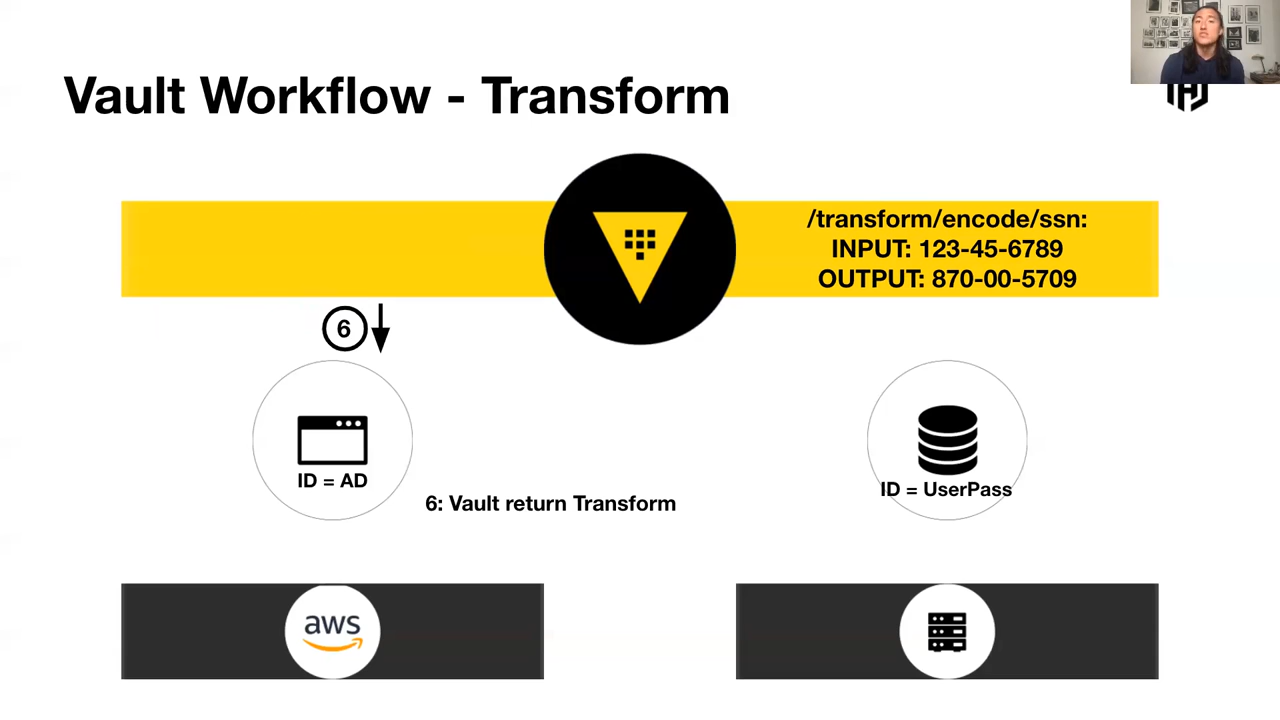 Vault Workflow - Transform
/transform/encode/ssn:
INPUT: 123-45-6789
OUTPUT: 870-00-5709
6
ID = AD
ID = UserPass
6: Vault return Transform
aws